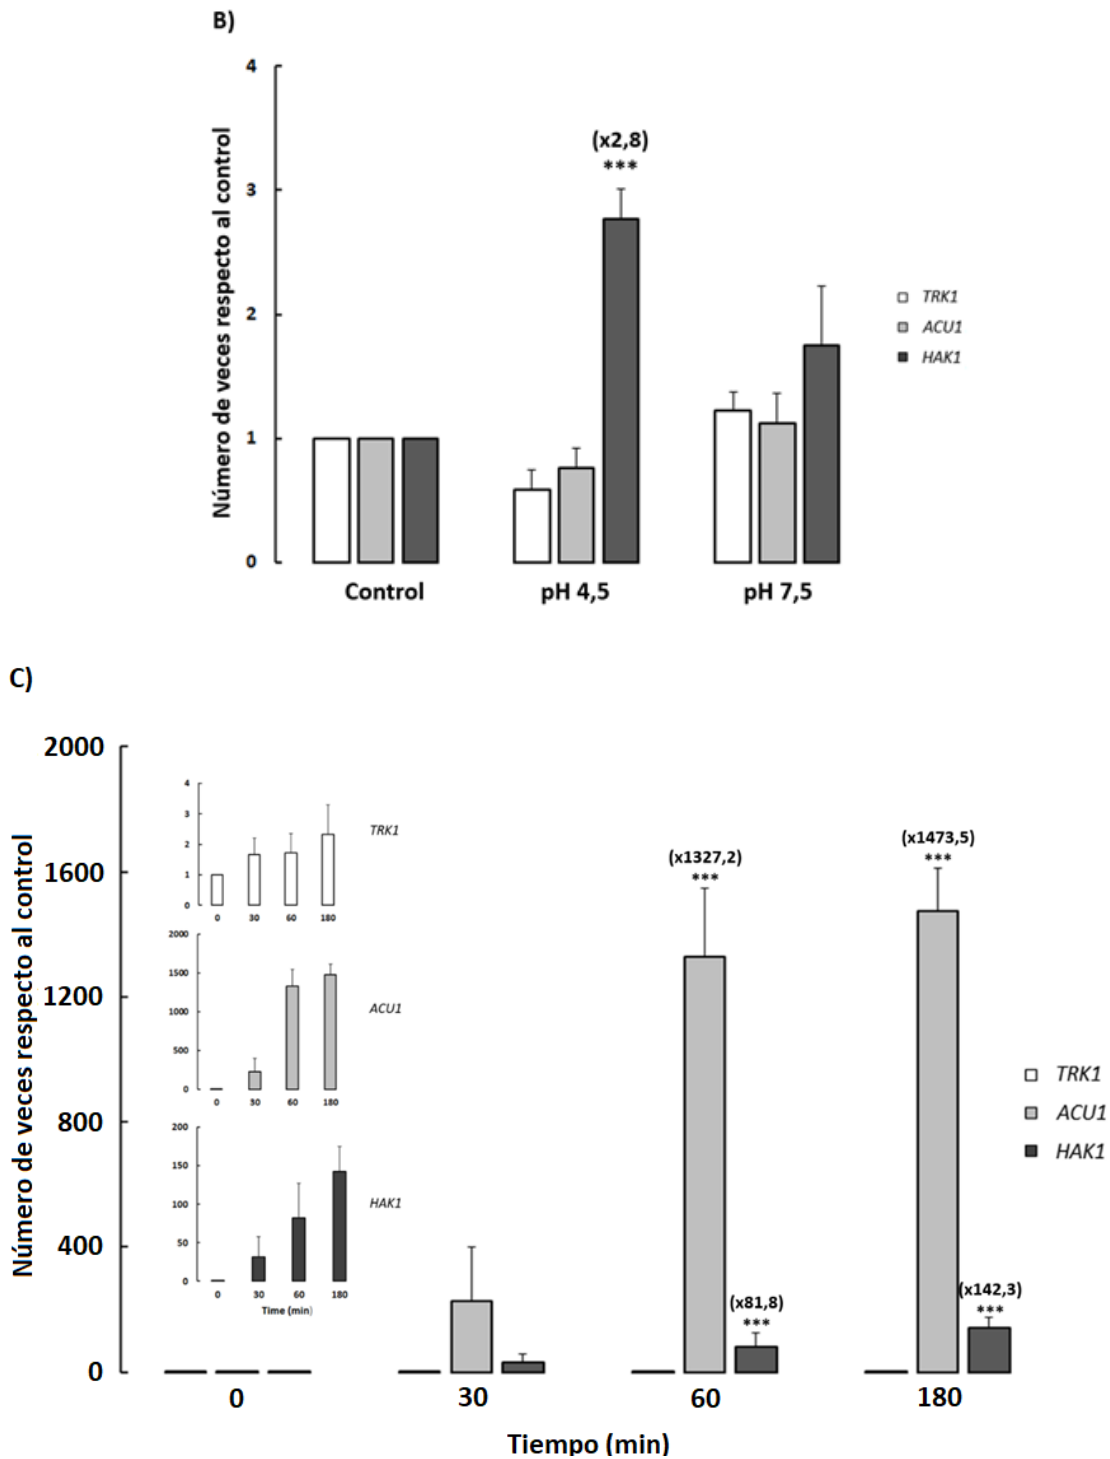 B)
Número de veces respecto al control
4
3
2
1
0
(x2,8)
***
Control
pH 4,5
pH 7,5
TRK1
ACU1
HAK1
C)
Número de veces respecto al control
2000
1600
1200
800
400
0
4
3
2
1
0
TRK1
0 30 60 180
2000
1500
1000
500
0
ACU1
0 30 60 180
200
150
100
50
0
HAK1
0 30 60 180
Time (min)
(x1327,2)
***
(x81,8)
***
(x1473,5)
***
(x142,3)
***
TRK1
ACU1
HAK1
0 30 60 180
Tiempo (min)